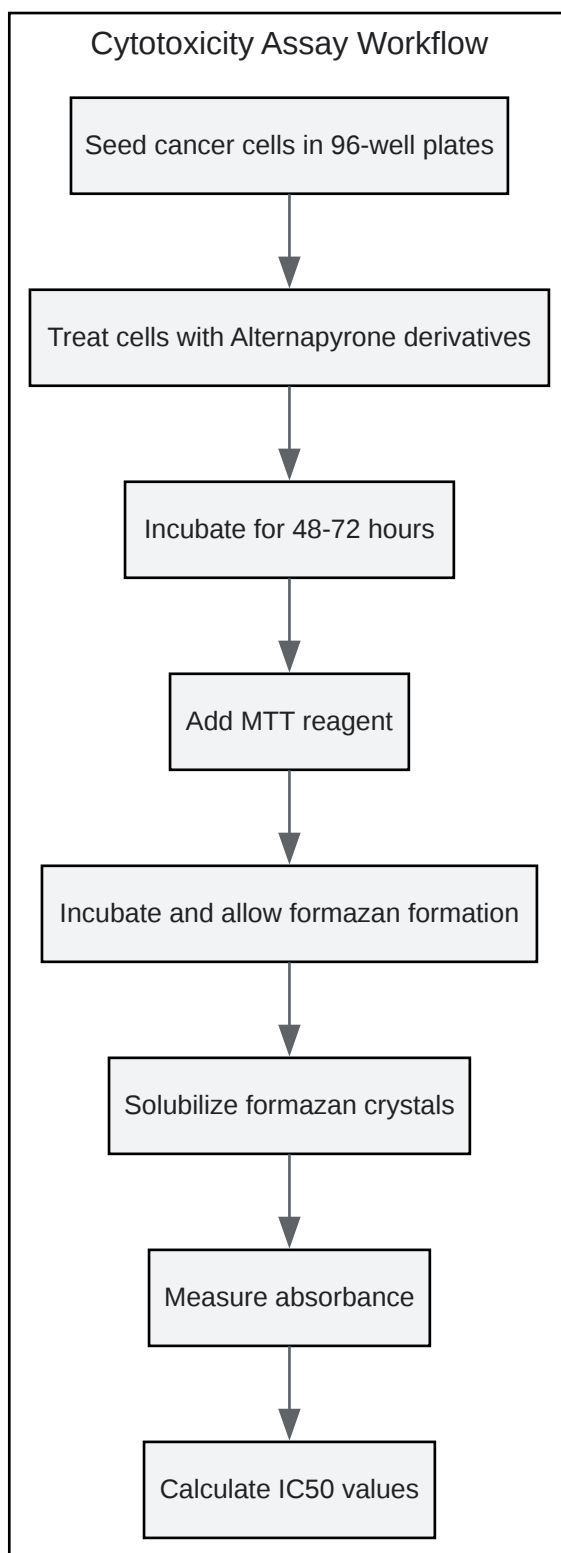 Cytotoxicity Assay Workflow
Seed cancer cells in 96-well plates
Treat cells with Alternapyrone derivatives
Incubate for 48-72 hours
Add MTT reagent
Incubate and allow formazan formation
Solubilize formazan crystals
Measure absorbance
Calculate IC50 values